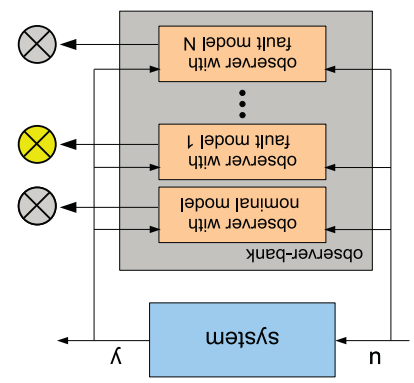 u
y
system
observer-bank
observer with
nominal model
observer with
fault model 1
observer with
fault model N